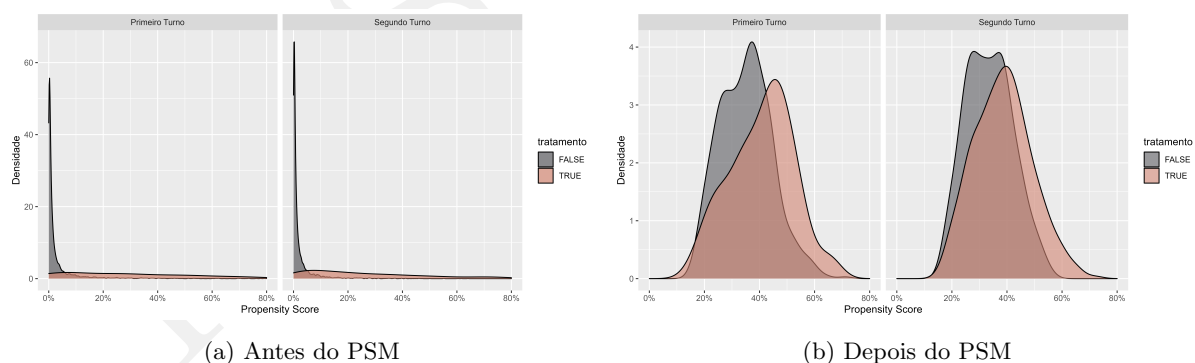 Primeiro Turno
Segundo Turno
60
40
20
0
Densidade
0%
20%
40%
60%
80%
0%
20%
40%
60%
80%
Propensity Score
tratamento
FALSE
TRUE
(a) Antes do PSM
Primeiro Turno
Segundo Turno
4
3
2
1
0
Densidade
0%
20%
40%
60%
80%
0%
20%
40%
60%
80%
Propensity Score
tratamento
FALSE
TRUE
(b) Depois do PSM